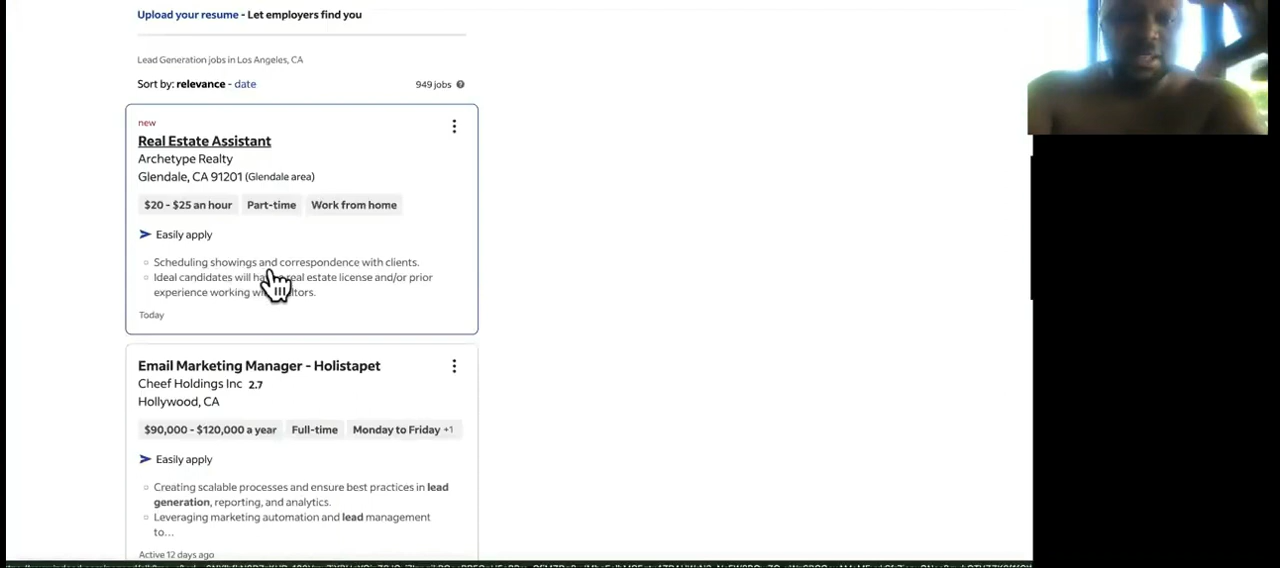 Upload your resume - Let employers find you
Lead Generation jobs in Los Angeles, CA
Sort by: relevance - date
949 jobs
new
Real Estate Assistant
Archetype Realty
Glendale, CA 91201 (Glendale area)
$20 - $25 an hour Part-time Work from home
Easily apply
Scheduling showings and correspondence with clients.
Ideal candidates will real estate license and/or prior
experience working
Today
Email Marketing Manager - Holistapet
Cheef Holdings Inc 2.7
Hollywood, CA
$90,000 - $120,000 a year Full-time Monday to Friday +1
Easily apply
Creating scalable processes and ensure best practices in lead
generation, reporting, and analytics.
Leveraging marketing automation and lead management
to...
Active 12 days ago